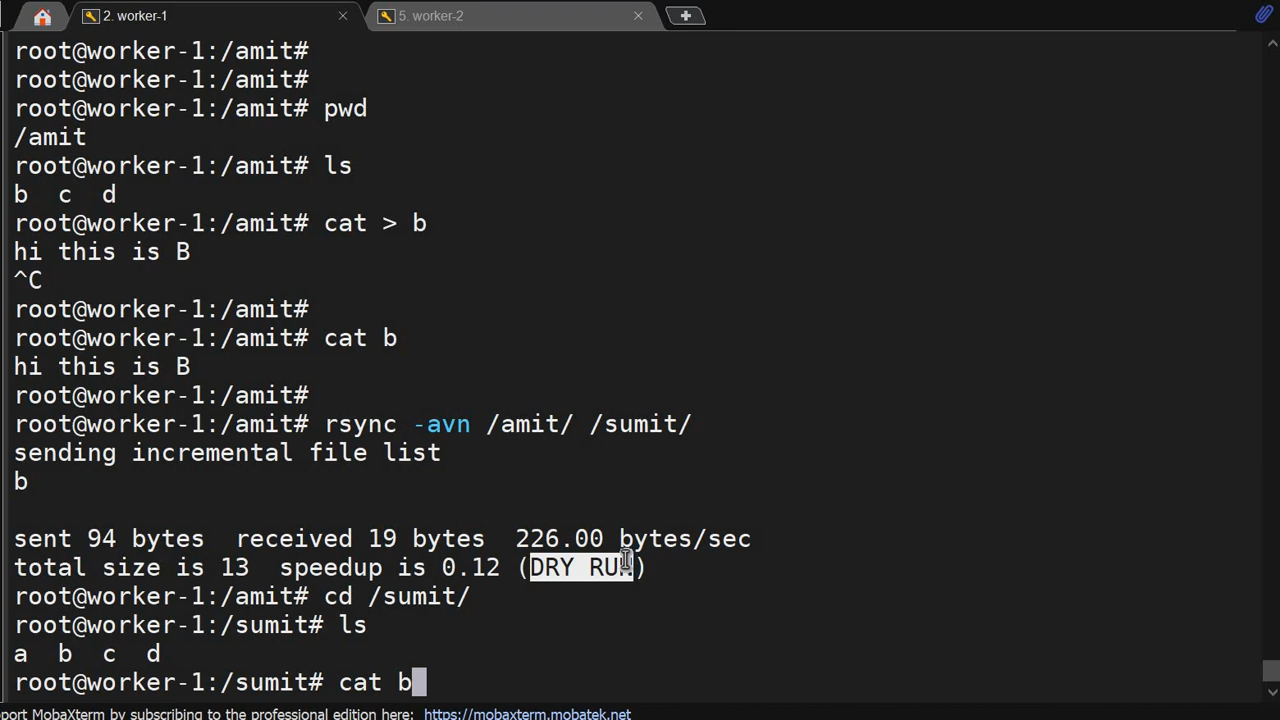 2. worker-1
5. worker-2
root@worker-1:/amit#
root@worker-1:/amit#
root@worker-1:/amit# pwd
/amit
root@worker-1:/amit# ls
b c d
root@worker-1:/amit# cat > b
hi this is B
^C
root@worker-1:/amit#
root@worker-1:/amit# cat b
hi this is B
root@worker-1:/amit#
root@worker-1:/amit# rsync -avn /amit/ /sumit/
sending incremental file list
b
sent 94 bytes received 19 bytes 226.00 bytes/sec
total size is 13 speedup is 0.12 (DRY RUN)
root@worker-1:/amit# cd /sumit/
root@worker-1:/sumit# ls
a b c d
root@worker-1:/sumit# cat b
port MobaXterm by subscribing to the professional edition here: https://mobaxterm.mobatek.net